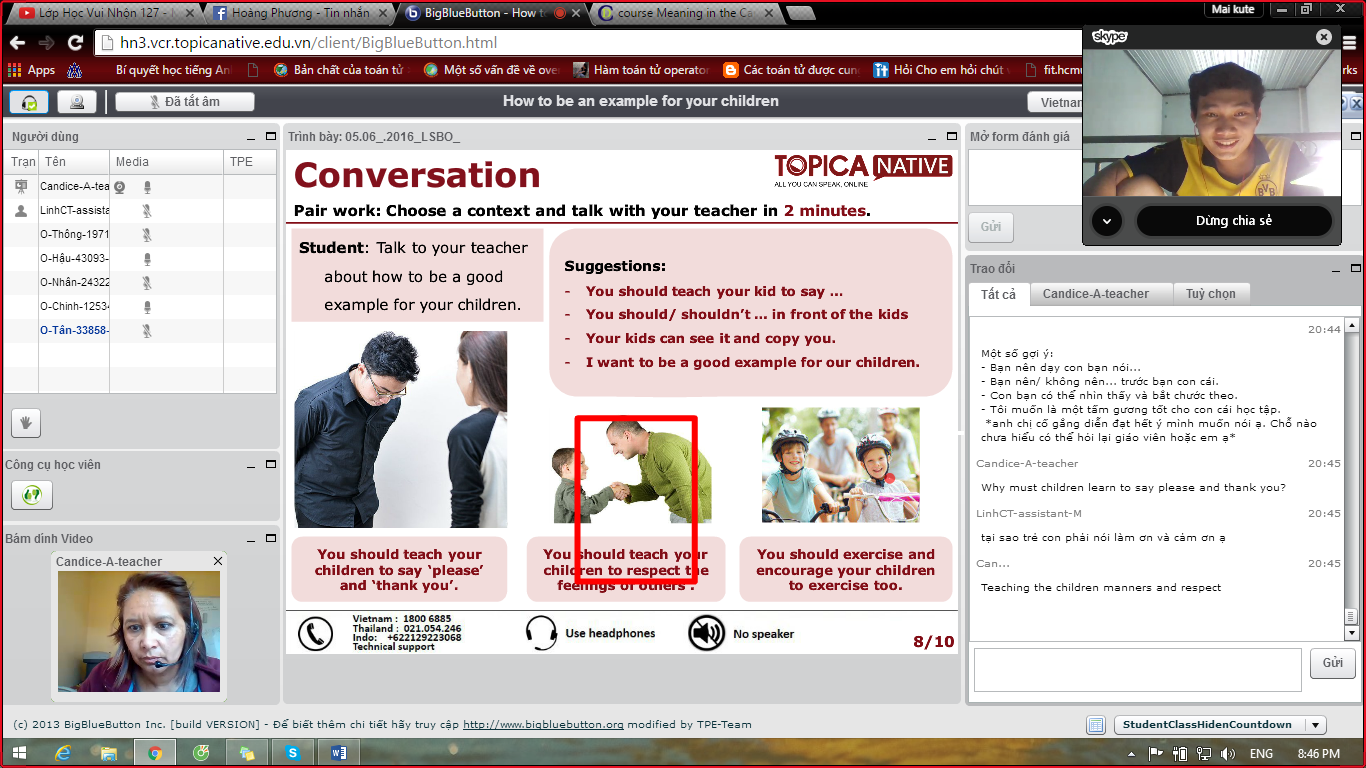 Lớp Học Vui Nhộn 127 -
Hoàng Phương - Tin nhắn
BigBlueButton - How to
course Meaning in the Ca
Mai kute
hn3.vcr.topicanative.edu.vn/client/BigBlueButton.html
Apps
Bí quyết học tiếng An
Bản chất của toán tử
Một số vấn đề về over
Hàm toán tử operator
Các toán tử được cung
Hỏi Cho em hỏi chút
fit.hcmu
rks
skype
Dừng chia sẻ
Đã tắt âm
How to be an example for your children
Vietnam
Người dùng
Trạn
Tên
Media
TPE
Candice-A-tea
LinhCT-assista
O-Thông-1971
O-Hậu-43093-
O-Nhân-24322
O-Chinh-12534
O-Tân-33858-
Công cụ học viên
Bám dính Video
Candice-A-teacher
Trình bày: 05.06_.2016_LSBO_
Conversation
TOPICA NATIVE
ALL YOU CAN SPEAK, ONLINE
Pair work: Choose a context and talk with your teacher in 2 minutes.
Student: Talk to your teacher
about how to be a good
example for your children.
Suggestions:
- You should teach your kid to say ...
- You should/ shouldn't ... in front of the kids
- Your kids can see it and copy you.
- I want to be a good example for our children.
BVB
09
You should teach your
children to say 'please'
and 'thank you'.
You should teach your
children to respect the
feelings of others'.
You should exercise and
encourage your children
to exercise too.
Vietnam : 1800 6885
Thailand : 021.054.246
Indo: +622129223068
Technical support
Use headphones
No speaker
8/10
Mở form đánh giá
Gửi
Trao đổi
Tất cả
Candice-A-teacher
Tuỳ chọn
20:44
Một số gợi ý:
- Bạn nên dạy con bạn nói...
- Bạn nên/ không nên... trước bạn con cái.
- Con bạn có thể nhìn thấy và bắt chước theo.
- Tôi muốn là một tấm gương tốt cho con cái học tập.
*anh chị cố gắng diễn đạt hết ý mình muốn nói ạ. Chỗ nào
chưa hiểu có thể hỏi lại giáo viên hoặc em ạ*
Candice-A-teacher 20:45
Why must children learn to say please and thank you?
LinhCT-assistant-M 20:45
tại sao trẻ con phải nói làm ơn và cảm ơn ạ
Can... 20:45
Teaching the children manners and respect
Gửi
(c) 2013 BigBlueButton Inc. [build VERSION] - Để biết thêm chi tiết hãy truy cập http://www.bigbluebutton.org modified by TPE-Team
StudentClassHidenCountdown
ENG
8:46 PM